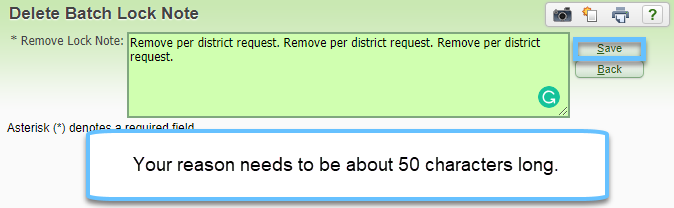 Delete Batch Lock Note
?
* Remove Lock Note: Remove per district request. Remove per district request. Remove per district
request.
Save
Back
Asterisk (*) denotes a required field
Your reason needs to be about 50 characters long.